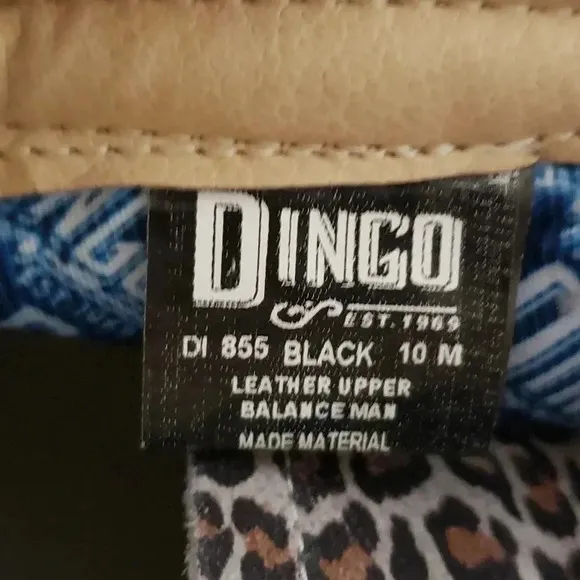 DINGO
EST. 1969
DI 855 BLACK 10 M
LEATHER UPPER
BALANCE MAN
MADE MATERIAL